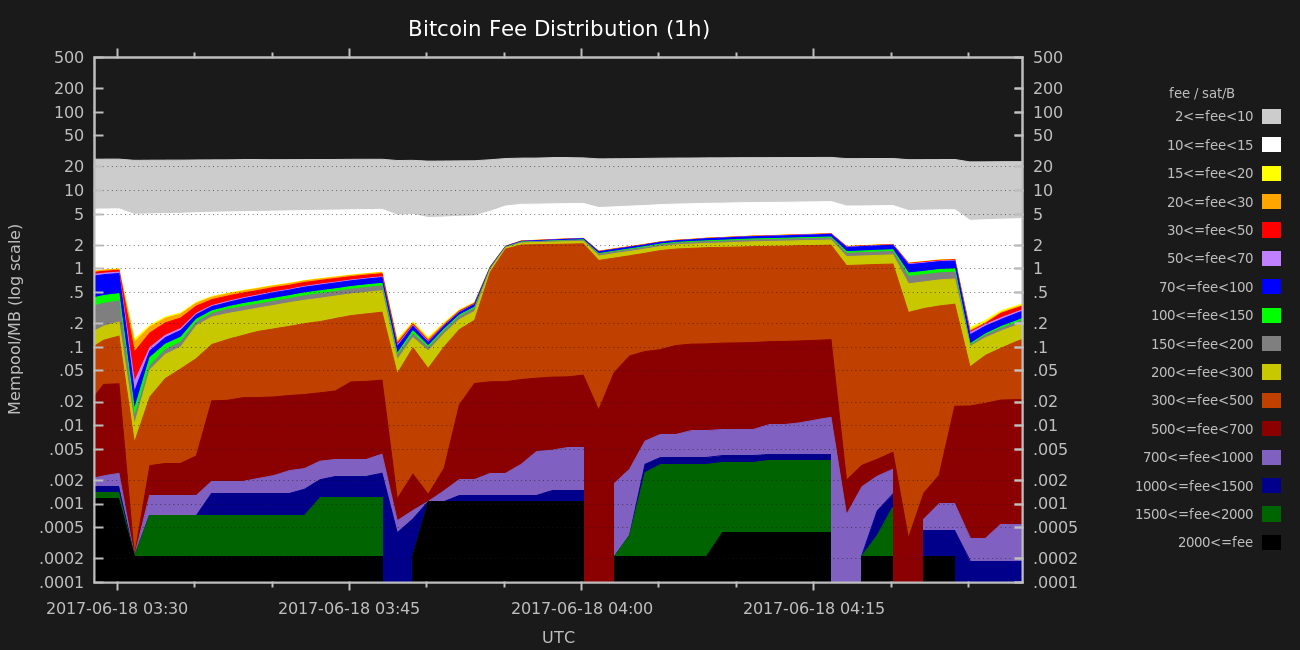 Bitcoin Fee Distribution (1h)
Mempool/MB (log scale)
500
200
100
50
20
10
5
2
1
.5
.2
.1
.05
.02
.01
.005
.002
.001
.0005
.0002
.0001
500
200
100
50
20
10
5
2
1
.5
.2
.1
.05
.02
.01
.005
.002
.001
.0005
.0002
.0001
fee / sat/B
2<=fee<10
10<=fee<15
15<=fee<20
20<=fee<30
30<=fee<50
50<=fee<70
70<=fee<100
100<=fee<150
150<=fee<200
200<=fee<300
300<=fee<500
500<=fee<700
700<=fee<1000
1000<=fee<1500
1500<=fee<2000
2000<=fee
2017-06-18 03:30 2017-06-18 03:45 2017-06-18 04:00 2017-06-18 04:15
UTC